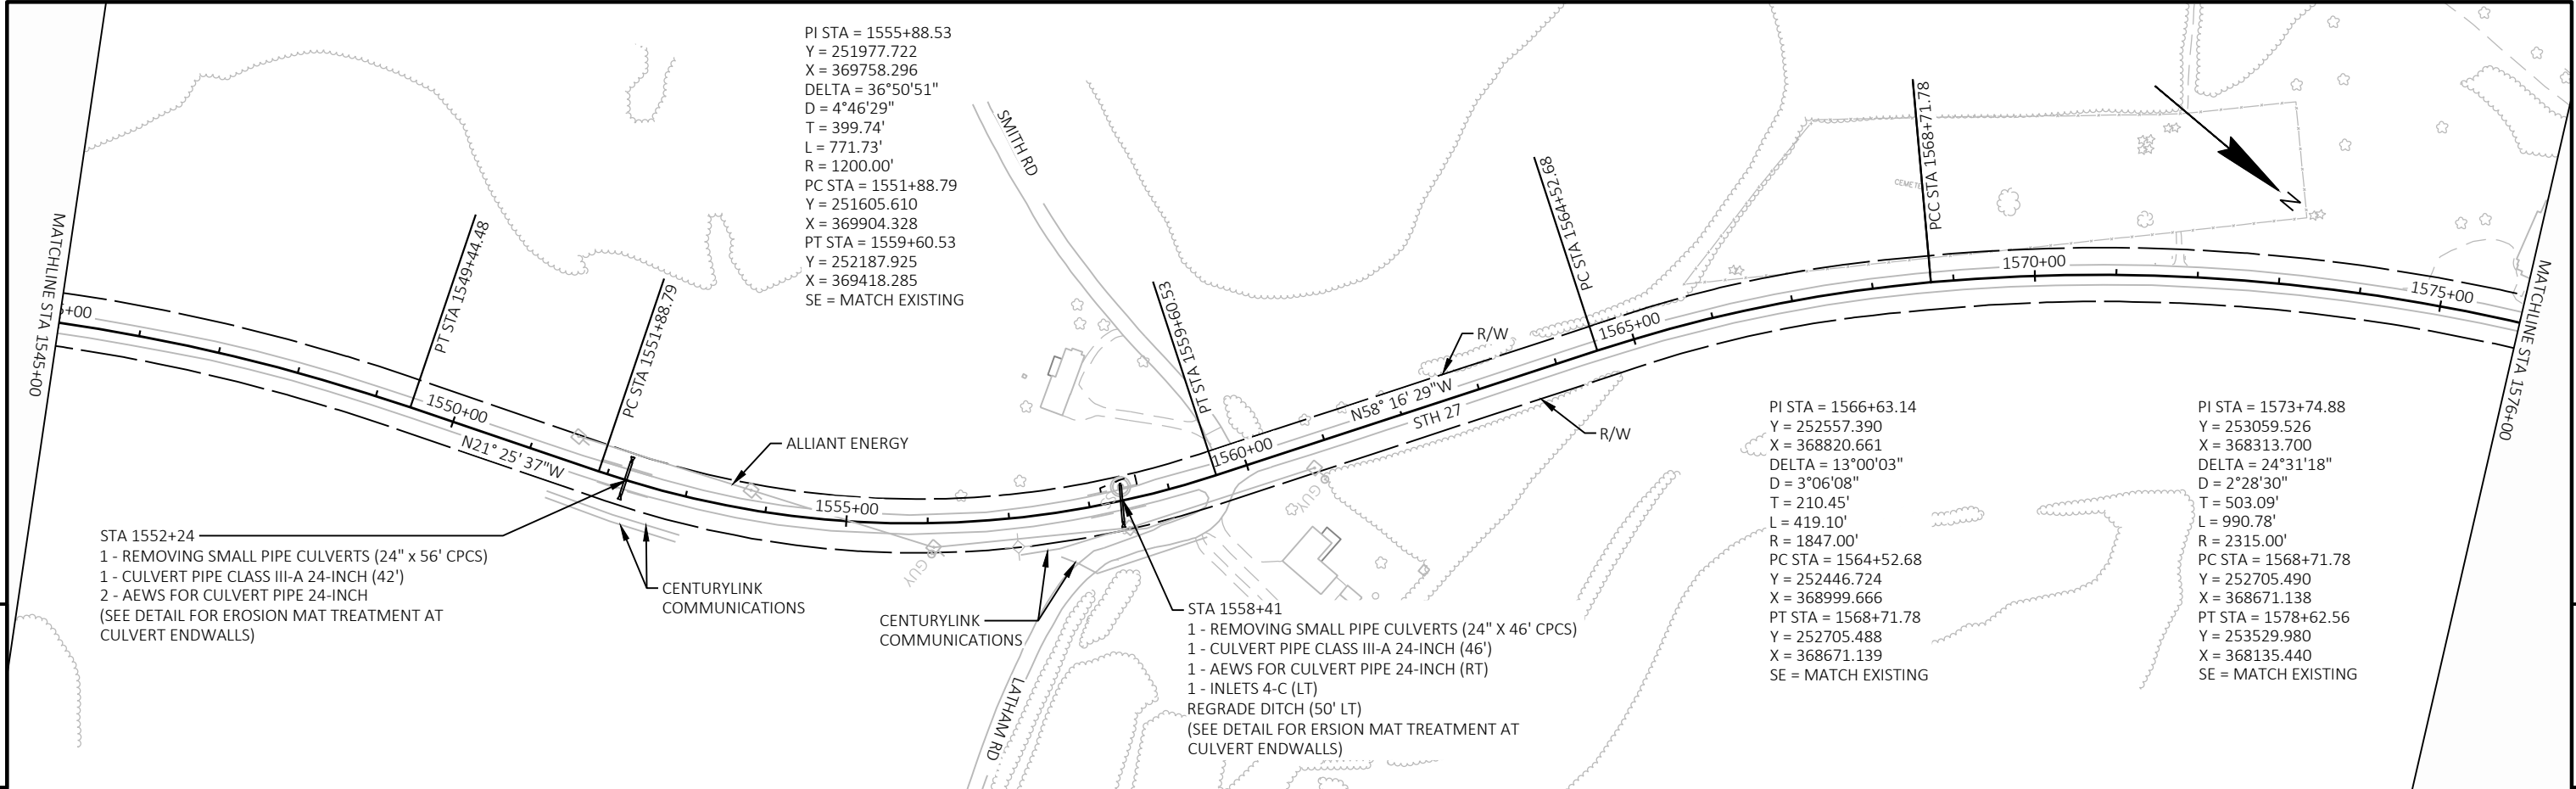 PI STA = 1555+88.53
Y = 251977.722
X = 369758.296
DELTA = 36°50'51"
D = 4°46'29"
T = 399.74'
L = 771.73'
R = 1200.00'
PC STA = 1551+88.79
Y = 251605.610
X = 369904.328
PT STA = 1559+60.53
Y = 252187.925
X = 369418.285
SE = MATCH EXISTING
MATCHLINE STA 1545+00
5+00
PT STA 1549+44.48
1550+00
N21° 25' 37"W
PC STA 1551+88.79
ALLIANT ENERGY
1555+00
SMITH RD
PT STA 1559+60.53
1560+00
N58° 16' 29"W
STH 27
R/W
R/W
PC STA 1564+52.68
1565+00
PCC STA 1568+71.78
1570+00
1575+00
N
MATCHLINE STA 1576+00
GUY
GUY
STA 1552+24
1 - REMOVING SMALL PIPE CULVERTS (24" x 56' CPCS)
1 - CULVERT PIPE CLASS III-A 24-INCH (42')
2 - AEWS FOR CULVERT PIPE 24-INCH
(SEE DETAIL FOR EROSION MAT TREATMENT AT
CULVERT ENDWALLS)
CENTURYLINK
COMMUNICATIONS
CENTURYLINK
COMMUNICATIONS
LATHAM RD
STA 1558+41
1 - REMOVING SMALL PIPE CULVERTS (24" X 46' CPCS)
1 - CULVERT PIPE CLASS III-A 24-INCH (46')
1 - AEWS FOR CULVERT PIPE 24-INCH (RT)
1 - INLETS 4-C (LT)
REGRADE DITCH (50' LT)
(SEE DETAIL FOR ERSION MAT TREATMENT AT
CULVERT ENDWALLS)
PI STA = 1566+63.14
Y = 252557.390
X = 368820.661
DELTA = 13°00'03"
D = 3°06'08"
T = 210.45'
L = 419.10'
R = 1847.00'
PC STA = 1564+52.68
Y = 252446.724
X = 368999.666
PT STA = 1568+71.78
Y = 252705.488
X = 368671.139
SE = MATCH EXISTING
PI STA = 1573+74.88
Y = 253059.526
X = 368313.700
DELTA = 24°31'18"
D = 2°28'30"
T = 503.09'
L = 990.78'
R = 2315.00'
PC STA = 1568+71.78
Y = 252705.490
X = 368671.138
PT STA = 1578+62.56
Y = 253529.980
X = 368135.440
SE = MATCH EXISTING